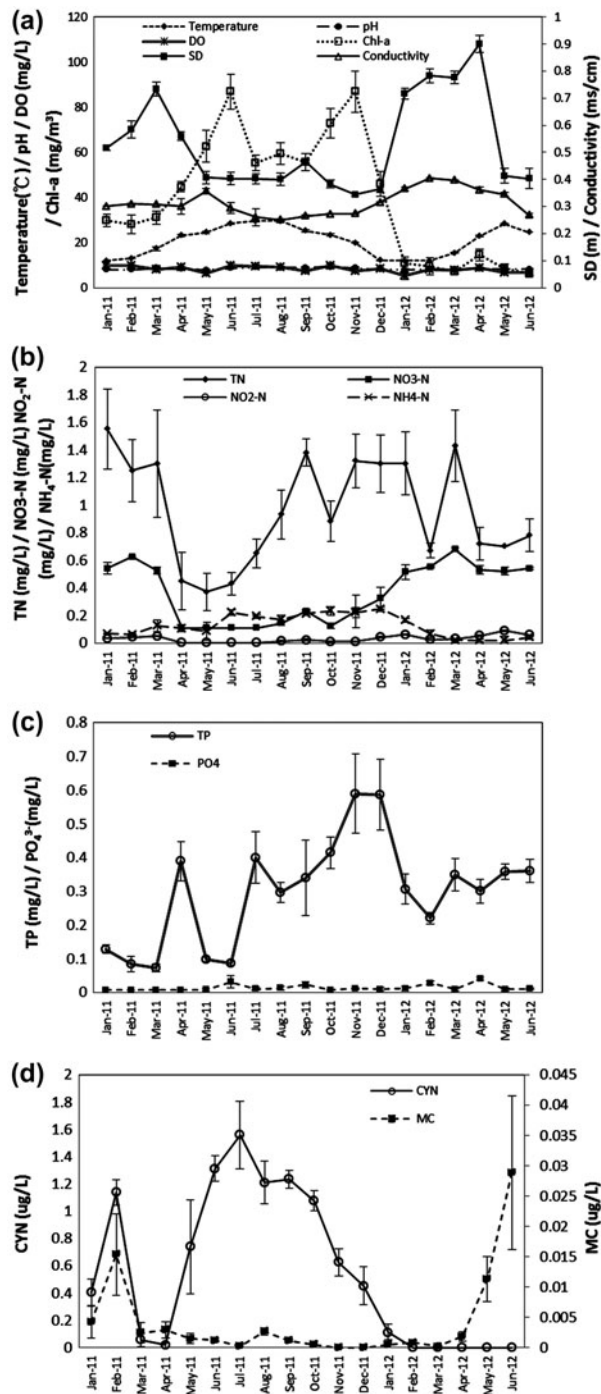 (a)
120
100
80
60
40
20
0
1
0.9
0.8
0.7
0.6
0.5
0.4
0.3
0.2
0.1
0
Temperature
pH
DO
Chl-a
SD
Conductivity
Temperature(℃) / pH / DO (mg/L)
/ Chl-a (mg/m³)
SD (m) / Conductivity (ms/cm)
Jan-11
Feb-11
Mar-11
Apr-11
May-11
Jun-11
Jul-11
Aug-11
Sep-11
Oct-11
Nov-11
Dec-11
Jan-12
Feb-12
Mar-12
Apr-12
May-12
Jun-12
(b)
2
1.8
1.6
1.4
1.2
1
0.8
0.6
0.4
0.2
0
TN
NO3-N
NO2-N
NH4-N
TN (mg/L) / NO3-N (mg/L) NO₂-N
(mg/L) / NH₄-N(mg/L)
Jan-11
Feb-11
Mar-11
Apr-11
May-11
Jun-11
Jul-11
Aug-11
Sep-11
Oct-11
Nov-11
Dec-11
Jan-12
Feb-12
Mar-12
Apr-12
May-12
Jun-12
(c)
0.8
0.7
0.6
0.5
0.4
0.3
0.2
0.1
0
TP
PO4
TP (mg/L) / PO₄³⁻(mg/L)
Jan-11
Feb-11
Mar-11
Apr-11
May-11
Jun-11
Jul-11
Aug-11
Sep-11
Oct-11
Nov-11
Dec-11
Jan-12
Feb-12
Mar-12
Apr-12
May-12
Jun-12
(d)
2
1.8
1.6
1.4
1.2
1
0.8
0.6
0.4
0.2
0
0.045
0.04
0.035
0.03
0.025
0.02
0.015
0.01
0.005
0
CYN
MC
CYN (ug/L)
MC (ug/L)
Jan-11
Feb-11
Mar-11
Apr-11
May-11
Jun-11
Jul-11
Aug-11
Sep-11
Oct-11
Nov-11
Dec-11
Jan-12
Feb-12
Mar-12
Apr-12
May-12
Jun-12